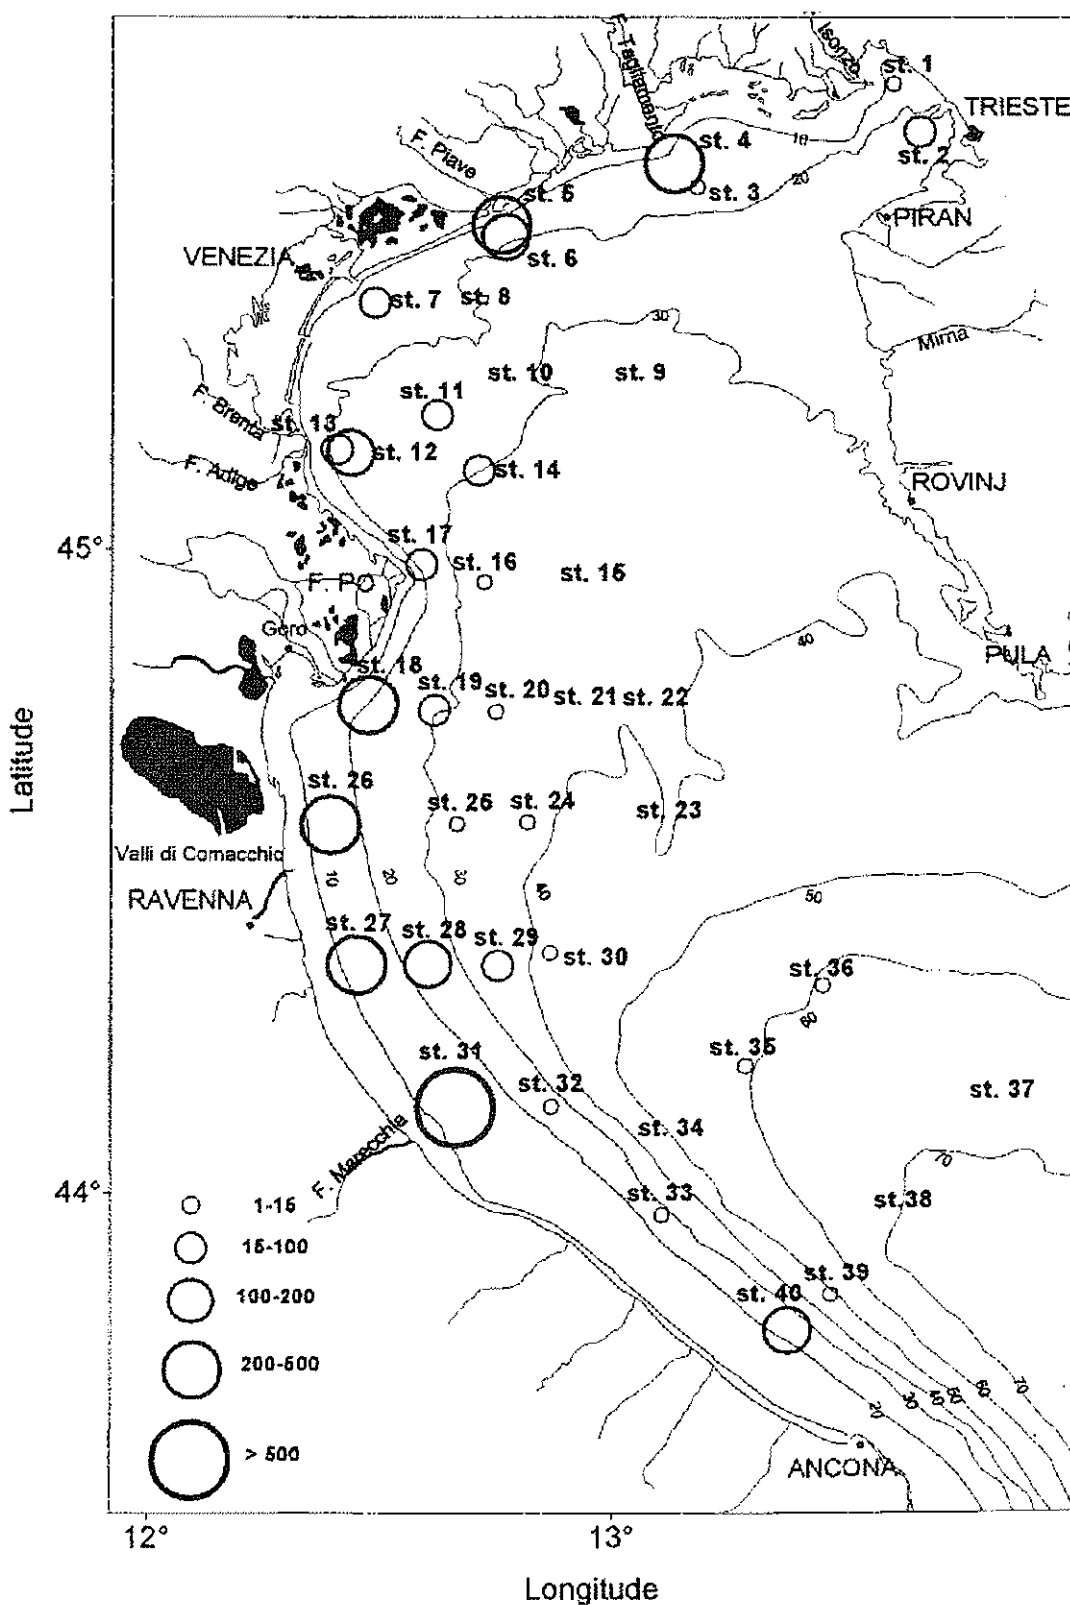 F. Tagliamento
Isonzo
st. 1
TRIESTE
st. 4
10
st. 2
F. Piave
20
st. 3
st. 5
PIRAN
VENEZIA
st. 6
st. 7
st. 8
30
Mirna
st. 10
st. 9
st. 11
F. Brenta
st. 13
st. 12
F. Adige
st. 14
ROVINJ
st. 17
45°
st. 16
st. 15
F. Po
Goro
40
PULA
st. 18
st. 19
st. 20
st. 21
st. 22
Latitude
st. 26
st. 25
st. 24
st. 23
Valli di Comacchio
10
20
30
40
50
RAVENNA
st. 27
st. 28
st. 29
st. 30
st. 36
60
st. 31
st. 35
st. 32
st. 37
F. Marecchia
st. 34
70
44°
st. 33
st. 38
1-15
15-100
st. 39
100-200
st. 40
200-500
20
30
40
50
60
70
> 500
ANCONA
12°
13°
Longitude